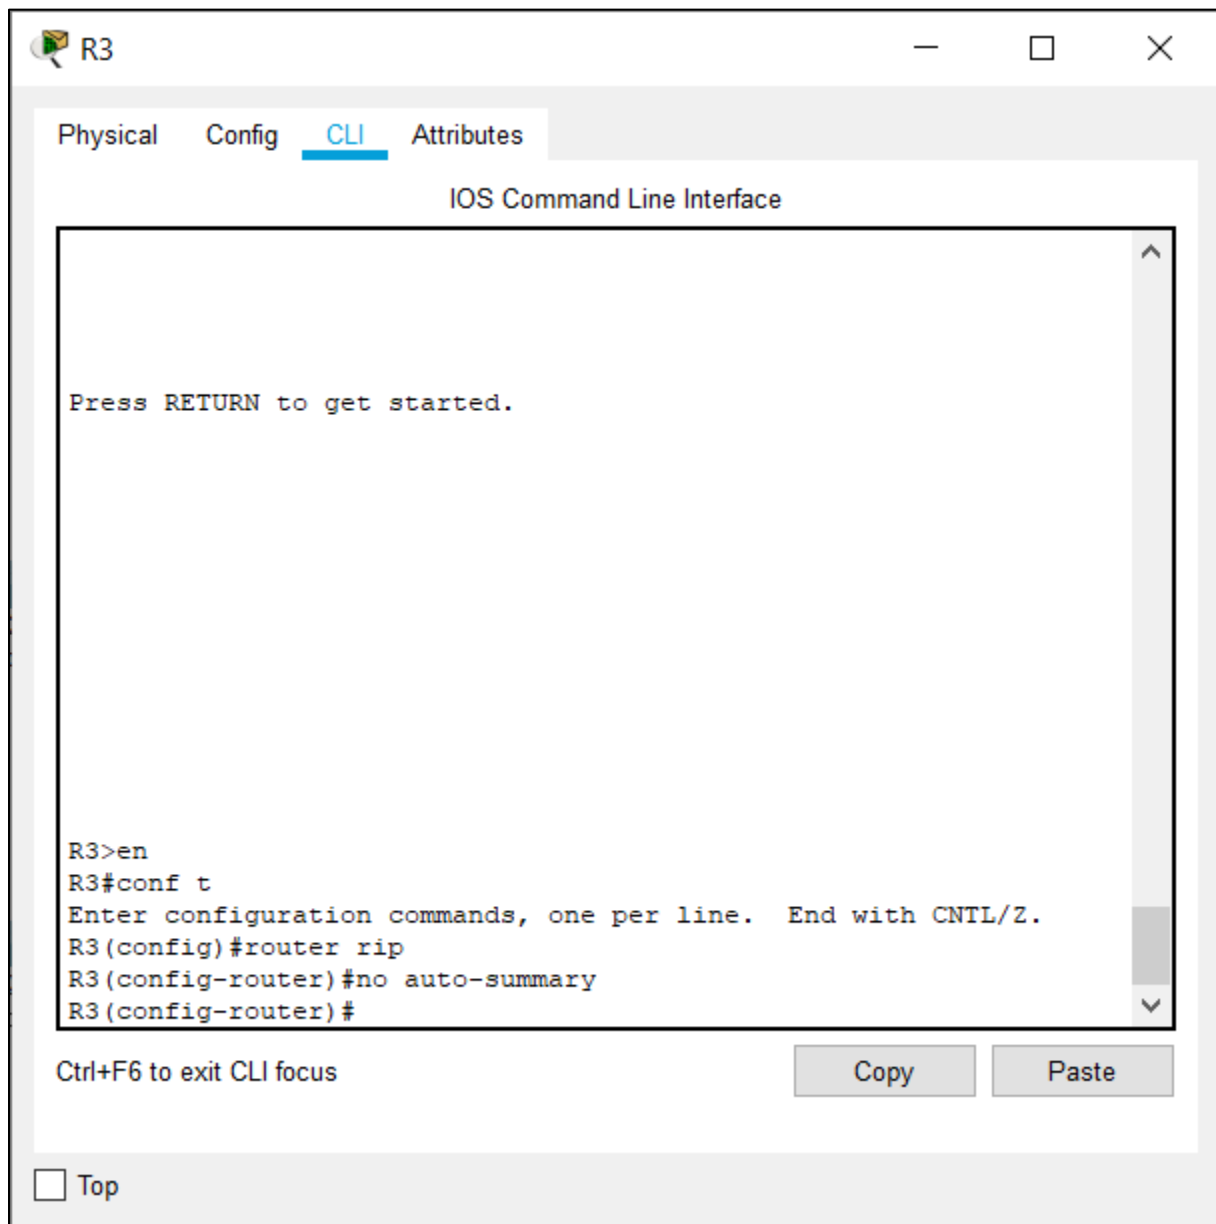 R3
Physical Config CLI Attributes
IOS Command Line Interface
Press RETURN to get started.
R3>en
R3#conf t
Enter configuration commands, one per line.  End with CNTL/Z.
R3(config)#router rip
R3(config-router)#no auto-summary
R3(config-router)#
Ctrl+F6 to exit CLI focus
Copy Paste
Top